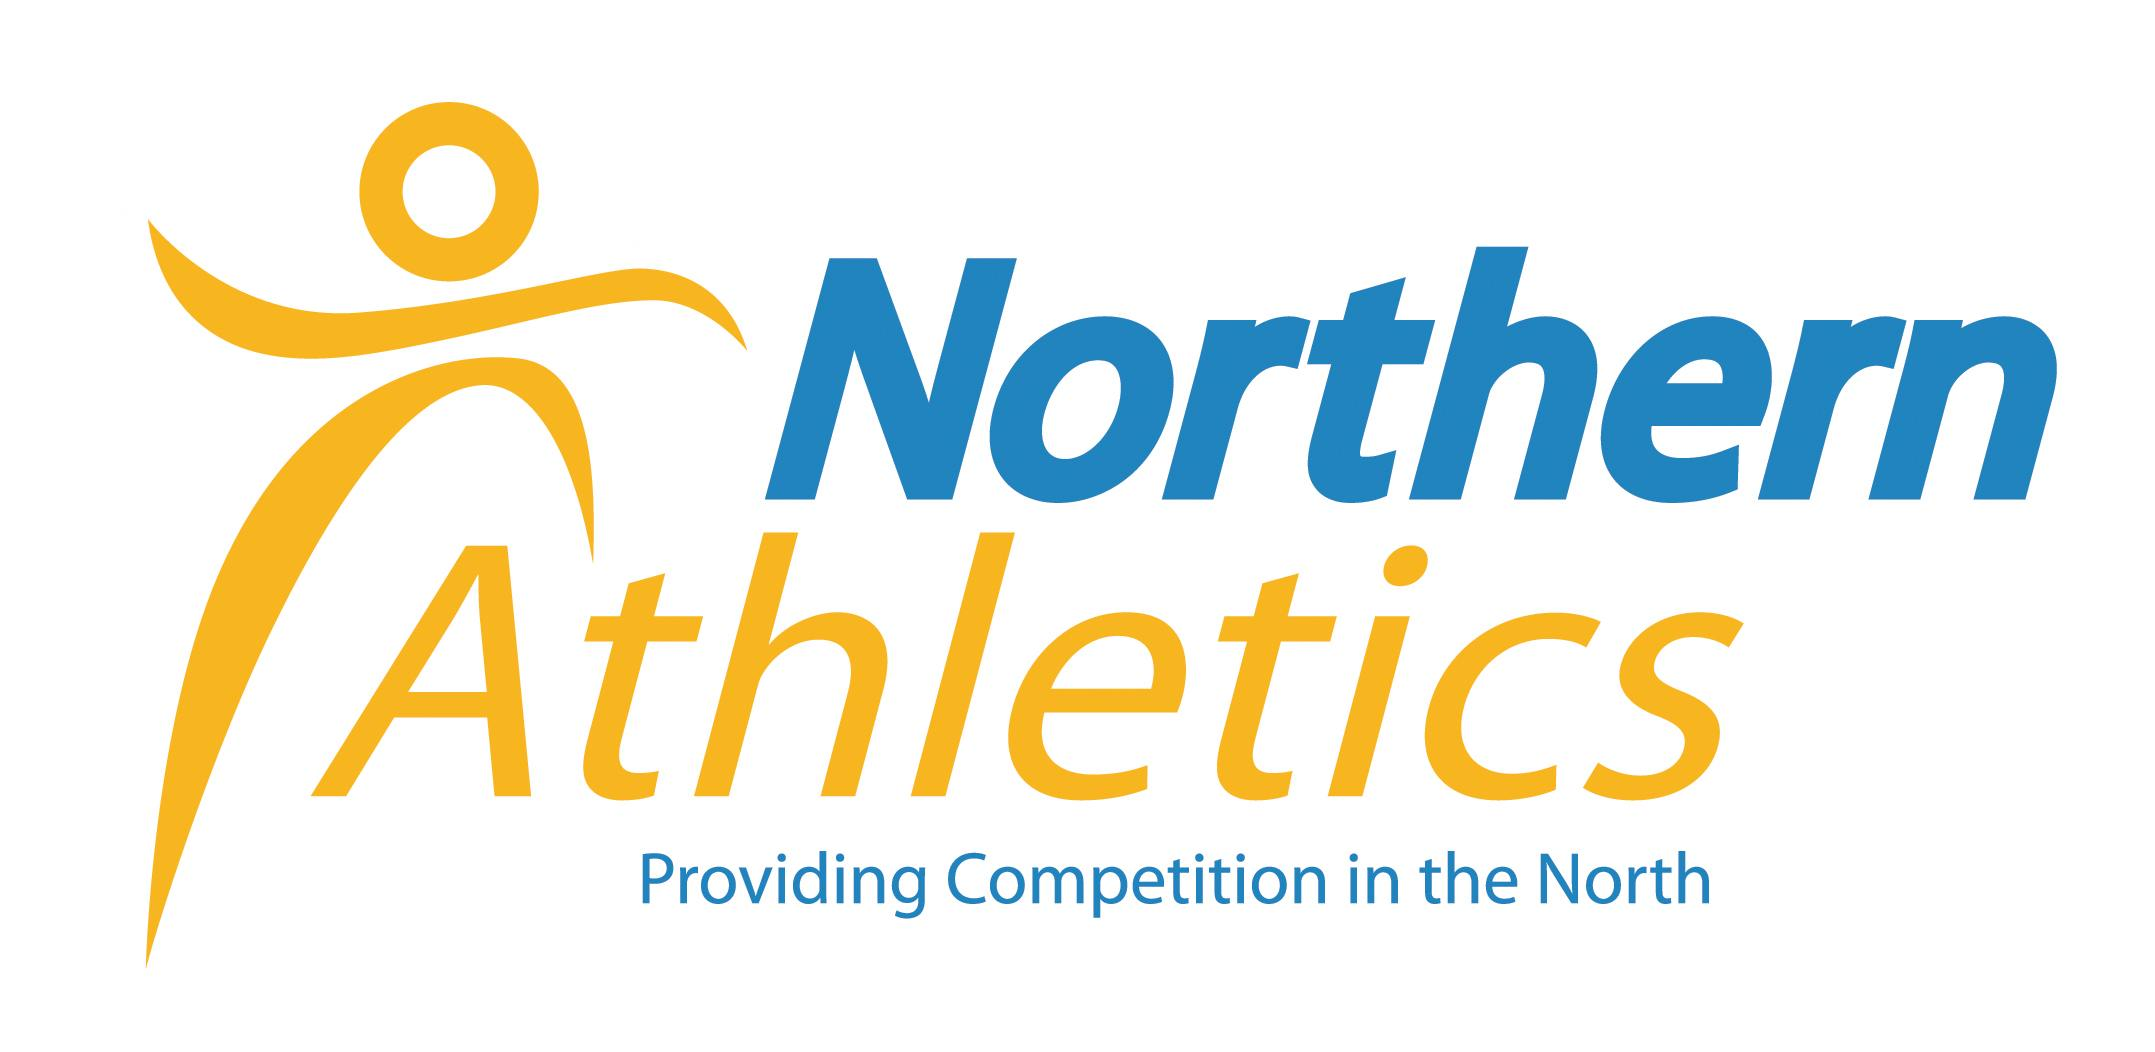 Northern
Athletics
Providing Competition in the North